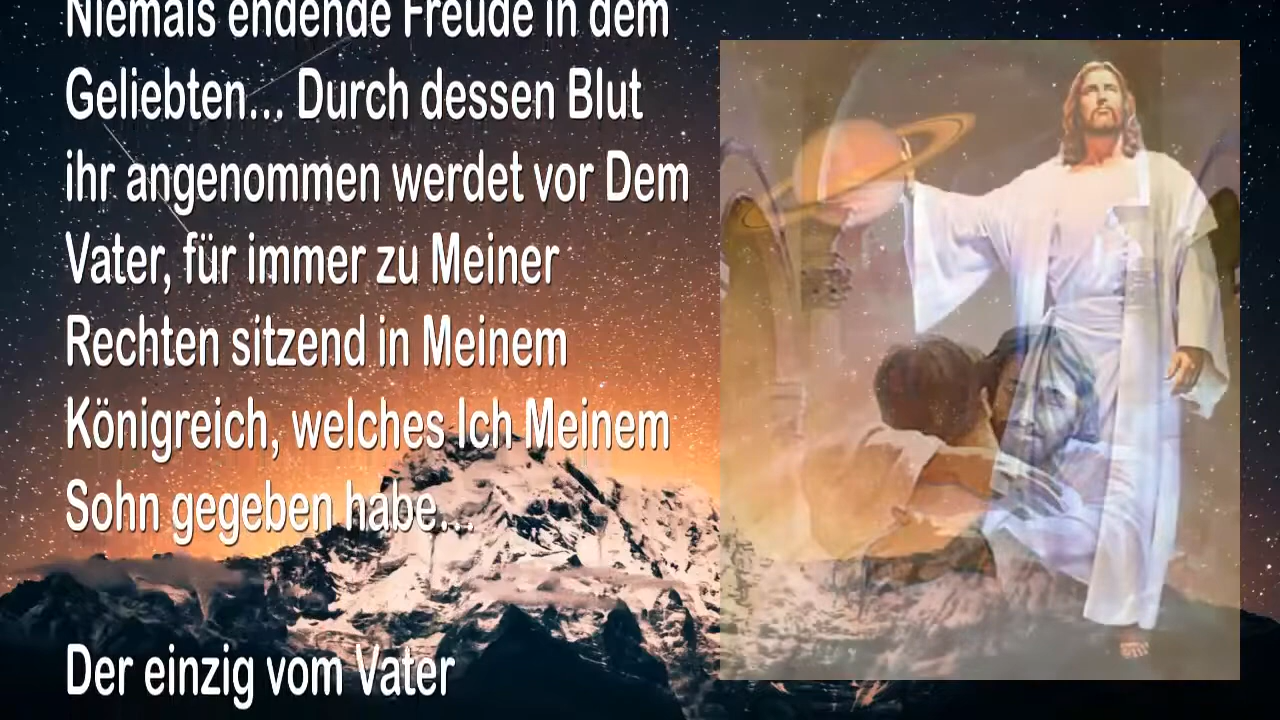 Niemals endende Freude in dem
Geliebten... Durch dessen Blut
ihr angenommen werdet vor Dem
Vater, für immer zu Meiner
Rechten sitzend in Meinem
Königreich, welches Ich Meinem
Sohn gegeben habe...
Der einzig vom Vater